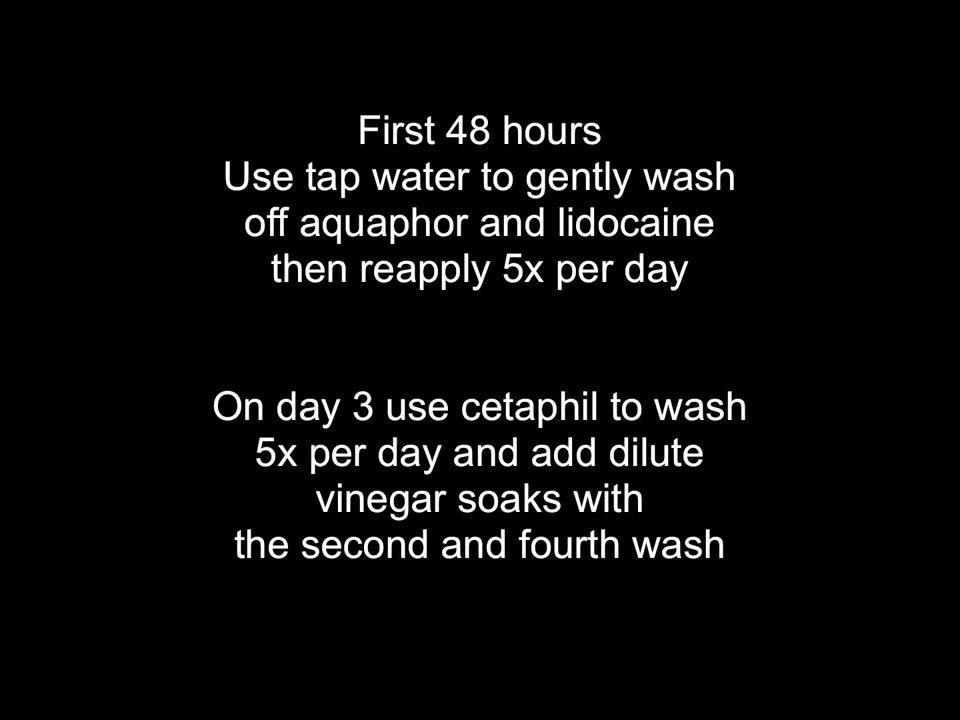 First 48 hours
Use tap water to gently wash
off aquaphor and lidocaine
then reapply 5x per day
On day 3 use cetaphil to wash
5x per day and add dilute
vinegar soaks with
the second and fourth wash